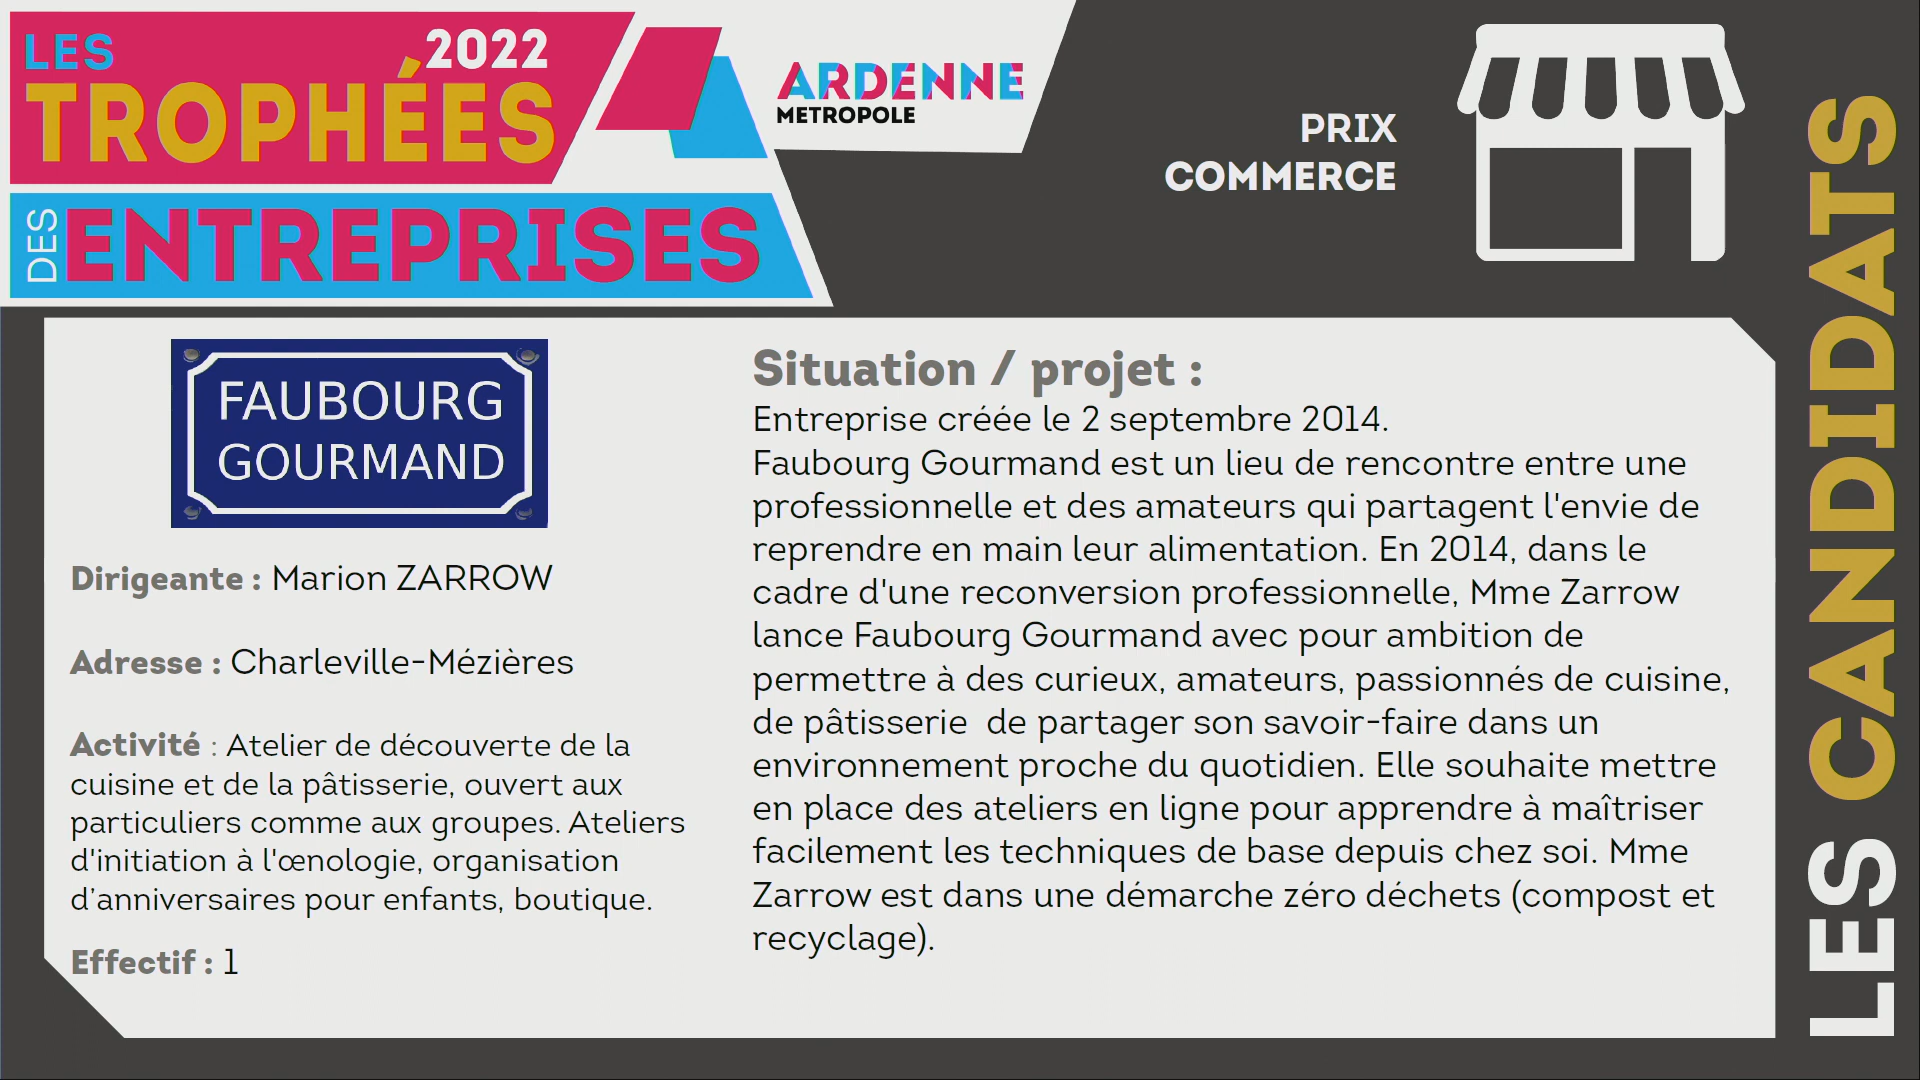 LES
2022
TROPHÉES
DES
ENTREPRISES
ARDENNE
METROPOLE
PRIX
COMMERCE
LES CANDIDATS
FAUBOURG
GOURMAND
Dirigeante : Marion ZARROW
Adresse : Charleville-Mézières
Activité : Atelier de découverte de la
cuisine et de la pâtisserie, ouvert aux
particuliers comme aux groupes. Ateliers
d'initiation à l'œnologie, organisation
d'anniversaires pour enfants, boutique.
Effectif : 1
Situation / projet :
Entreprise créée le 2 septembre 2014.
Faubourg Gourmand est un lieu de rencontre entre une
professionnelle et des amateurs qui partagent l'envie de
reprendre en main leur alimentation. En 2014, dans le
cadre d'une reconversion professionnelle, Mme Zarrow
lance Faubourg Gourmand avec pour ambition de
permettre à des curieux, amateurs, passionnés de cuisine,
de pâtisserie  de partager son savoir-faire dans un
environnement proche du quotidien. Elle souhaite mettre
en place des ateliers en ligne pour apprendre à maîtriser
facilement les techniques de base depuis chez soi. Mme
Zarrow est dans une démarche zéro déchets (compost et
recyclage).